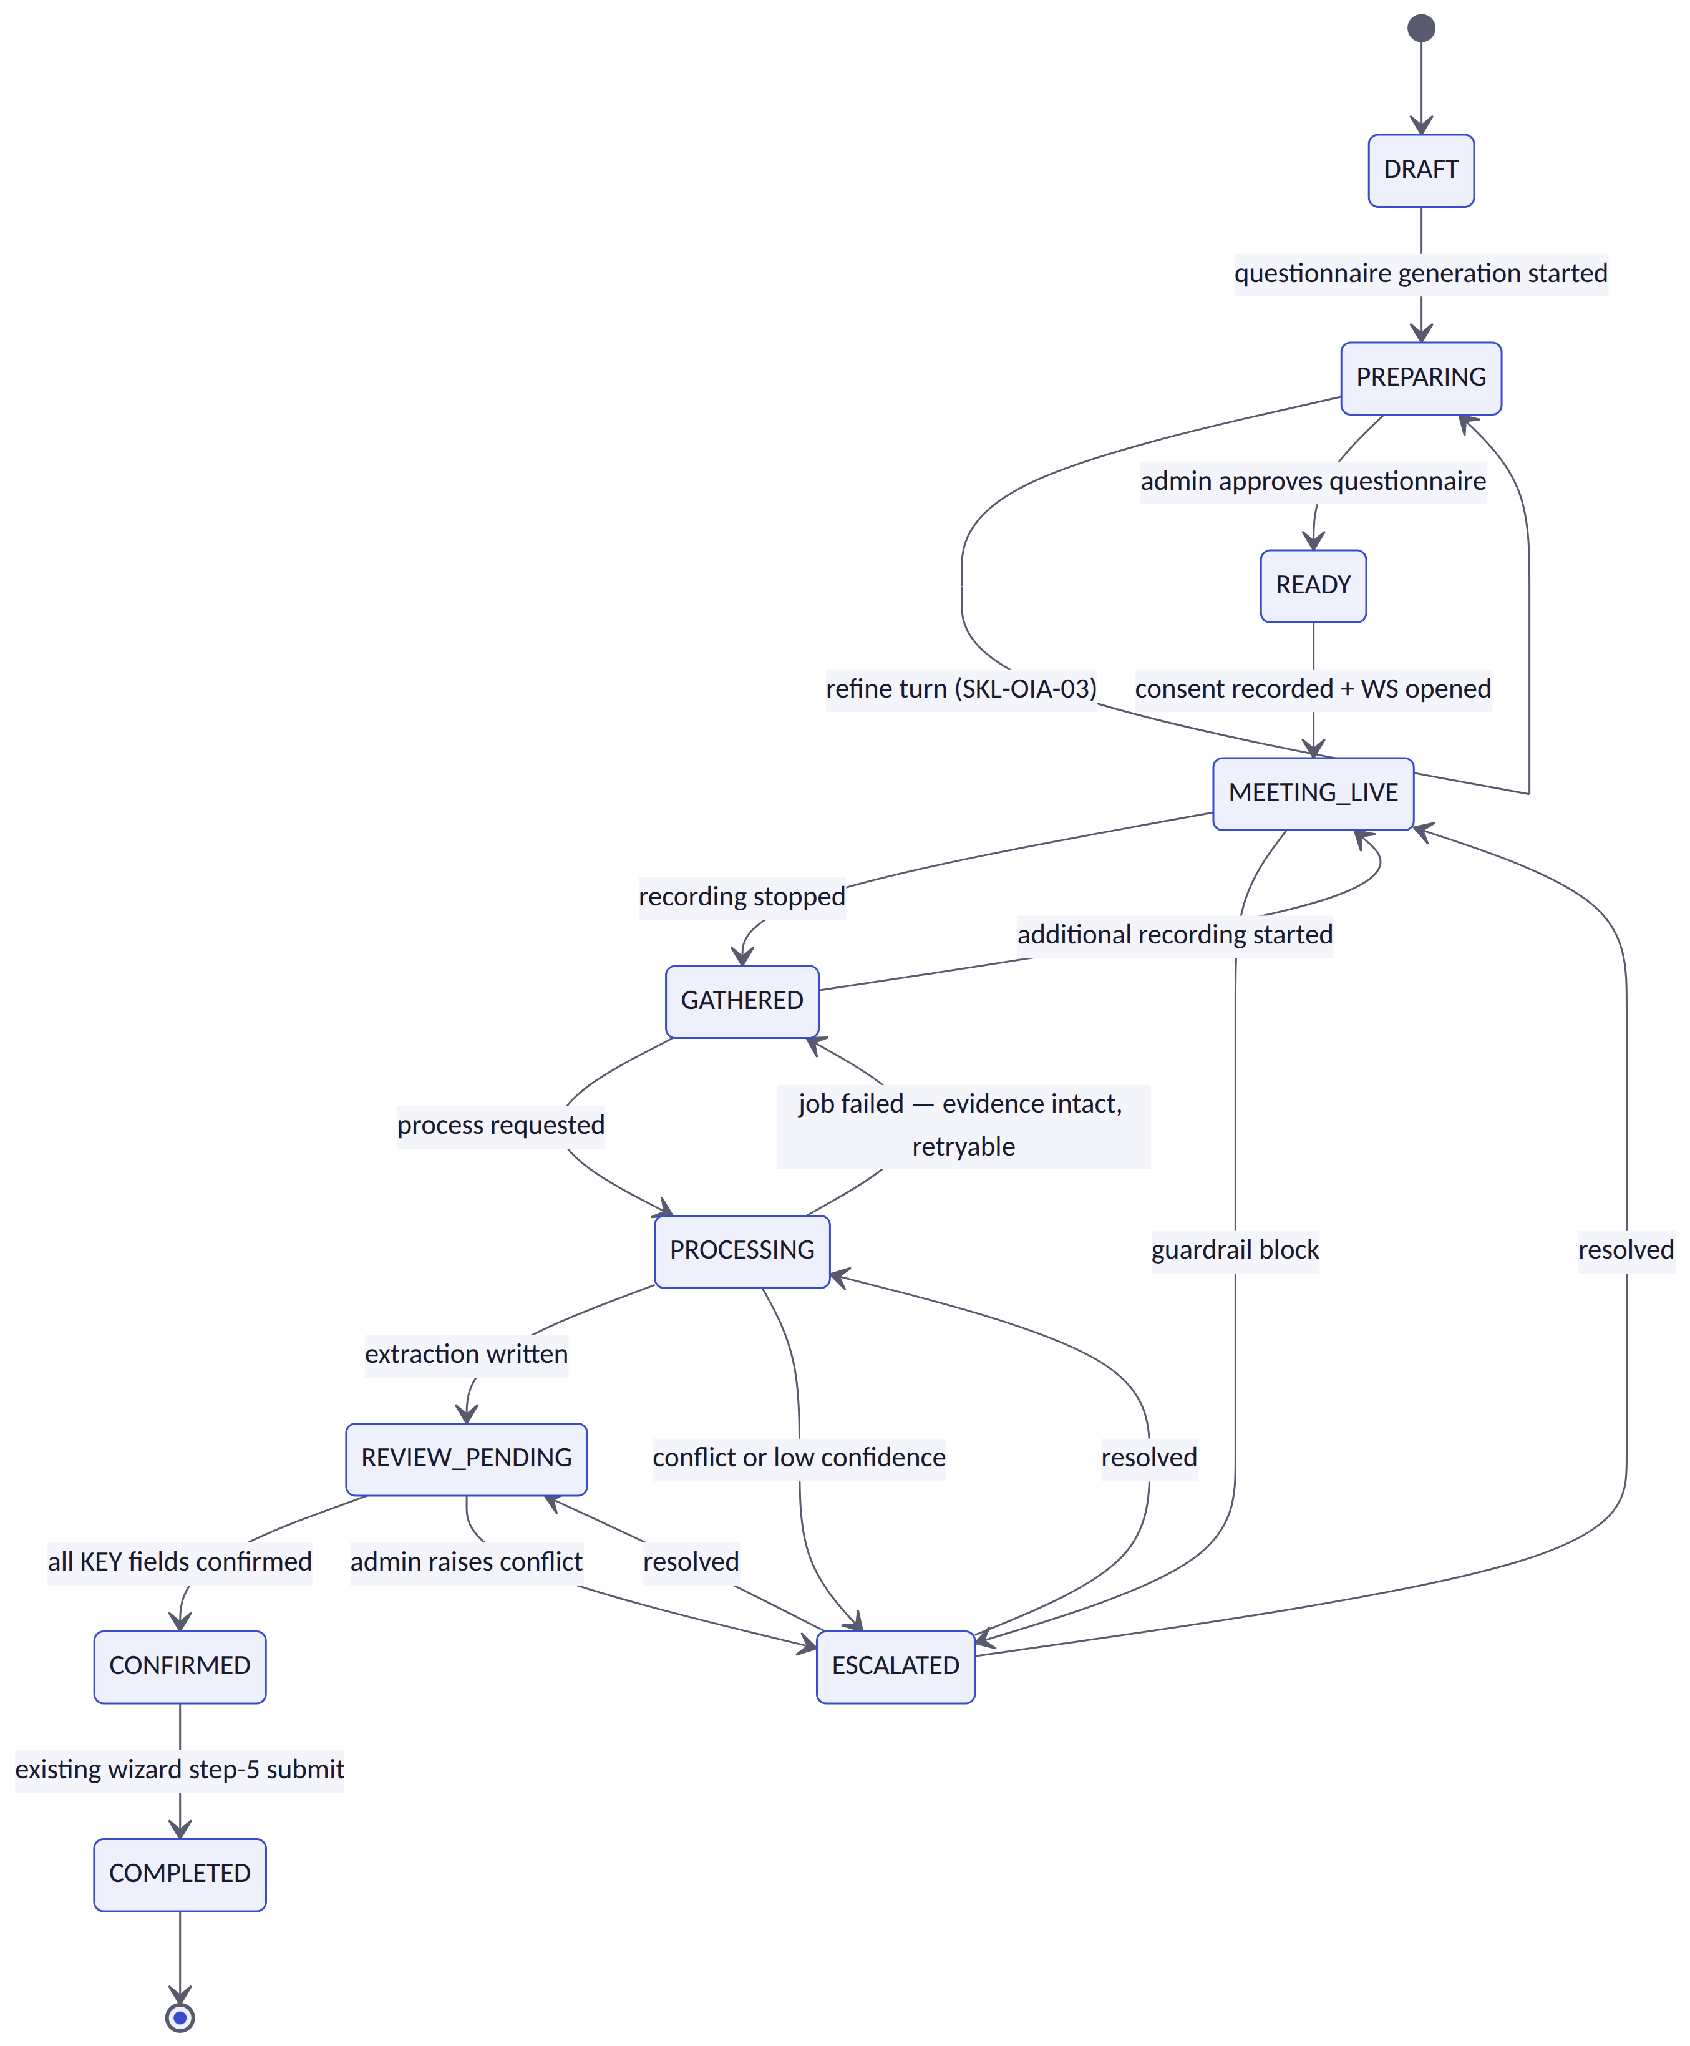 DRAFT
questionnaire generation started
PREPARING
admin approves questionnaire
READY
refine turn (SKL-OIA-03)
consent recorded + WS opened
MEETING_LIVE
recording stopped
additional recording started
GATHERED
process requested
job failed — evidence intact,
retryable
PROCESSING
guardrail block
resolved
extraction written
REVIEW_PENDING
conflict or low confidence
resolved
all KEY fields confirmed
admin raises conflict
resolved
CONFIRMED
ESCALATED
existing wizard step-5 submit
COMPLETED